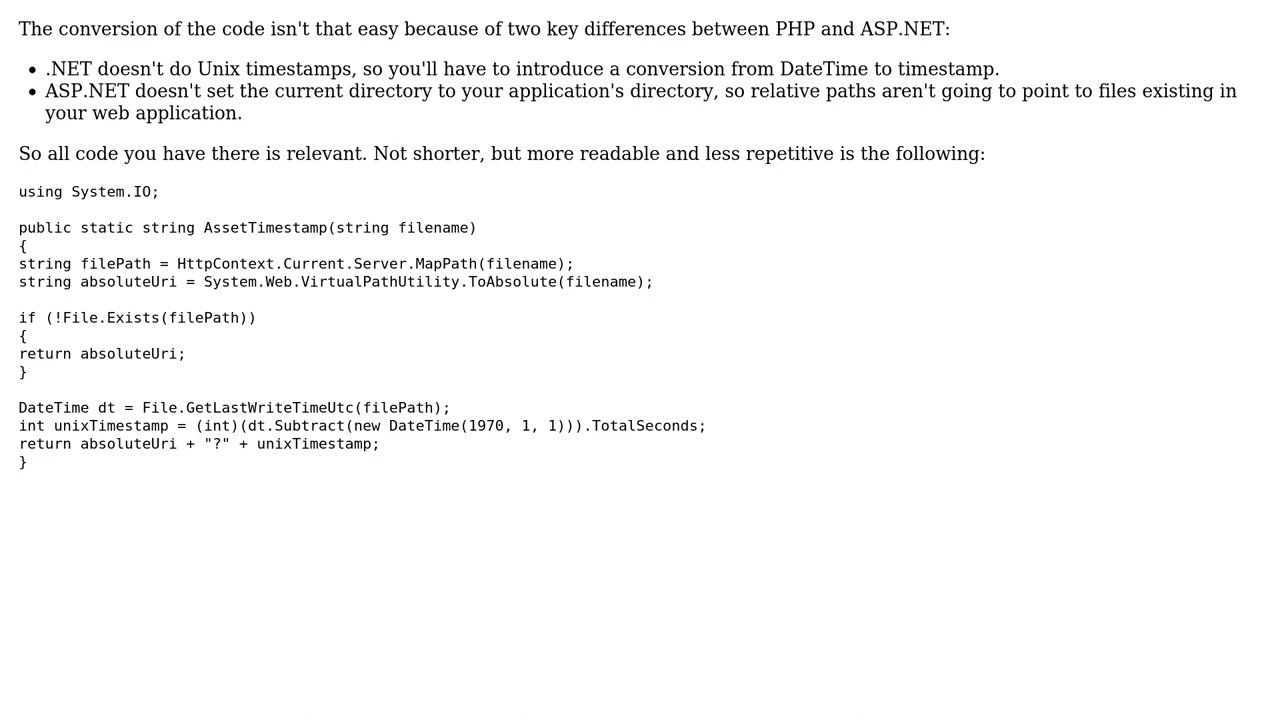 The conversion of the code isn't that easy because of two key differences between PHP and ASP.NET:
• .NET doesn't do Unix timestamps, so you'll have to introduce a conversion from DateTime to timestamp.
• ASP.NET doesn't set the current directory to your application's directory, so relative paths aren't going to point to files existing in
your web application.
So all code you have there is relevant. Not shorter, but more readable and less repetitive is the following:
using System.IO;
public static string AssetTimestamp(string filename)
{
string filePath = HttpContext.Current.Server.MapPath(filename);
string absoluteUri = System.Web.VirtualPathUtility.ToAbsolute(filename);
if (!File.Exists(filePath))
{
return absoluteUri;
}
DateTime dt = File.GetLastWriteTimeUtc(filePath);
int unixTimestamp = (int)(dt.Subtract(new DateTime(1970, 1, 1))).TotalSeconds;
return absoluteUri + "?" + unixTimestamp;
}